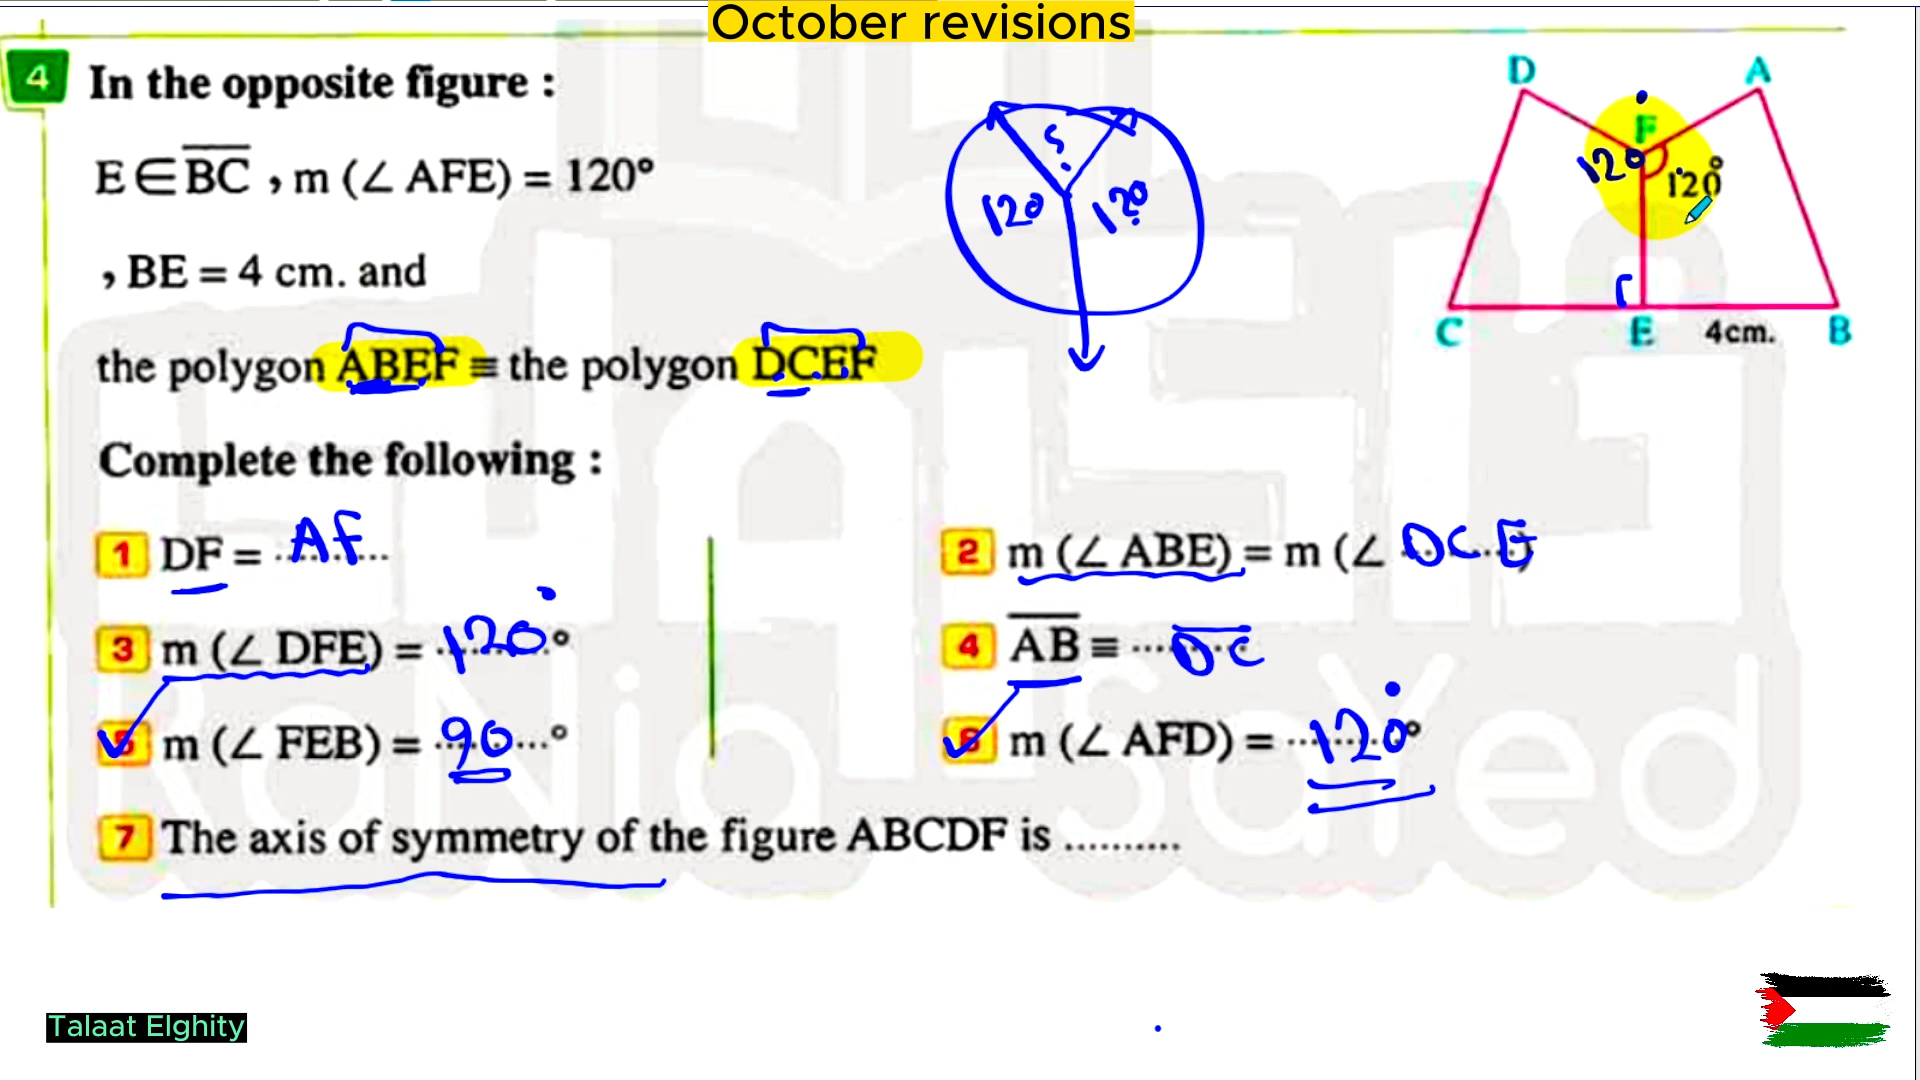 October revisions
4 In the opposite figure :
E ∈ BC , m (∠ AFE) = 120°
, BE = 4 cm. and
the polygon ABEF ≡ the polygon DCEF
Complete the following :
1 DF = AF
2 m (∠ ABE) = m (∠ DCE)
3 m (∠ DFE) = 120°
4 AB ≡ DC
5 m (∠ FEB) = 90°
6 m (∠ AFD) = 120°
7 The axis of symmetry of the figure ABCDF is ..........
120 ? 120
D A
F
120 120°
C E 4cm. B
RaNia SaYed
Talaat Elghity